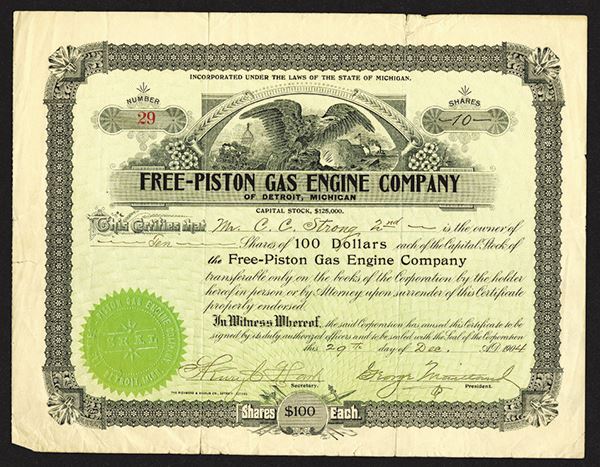 INCORPORATED UNDER THE LAWS OF THE STATE OF MICHIGAN.
NUMBER
29
SHARES
-10-
FREE-PISTON GAS ENGINE COMPANY
OF DETROIT, MICHIGAN
CAPITAL STOCK, $125,000.
This Certifies that Mr. C. C. Strong 2nd is the owner of
Ten Shares of 100 Dollars each of the Capital Stock of
the Free-Piston Gas Engine Company
transferable only on the books of the Corporation by the holder
hereof in person or by Attorney upon surrender of this Certificate
properly endorsed.
In Witness Whereof, the said Corporation has caused this Certificate to be
signed by its duly authorized officers and to be sealed with the Seal of the Corporation
this 29th day of Dec. A.D. 1904
Secretary.
President.
PISTON GAS ENGINE
SEAL
DETROIT, MICH.
Shares $100 Each.